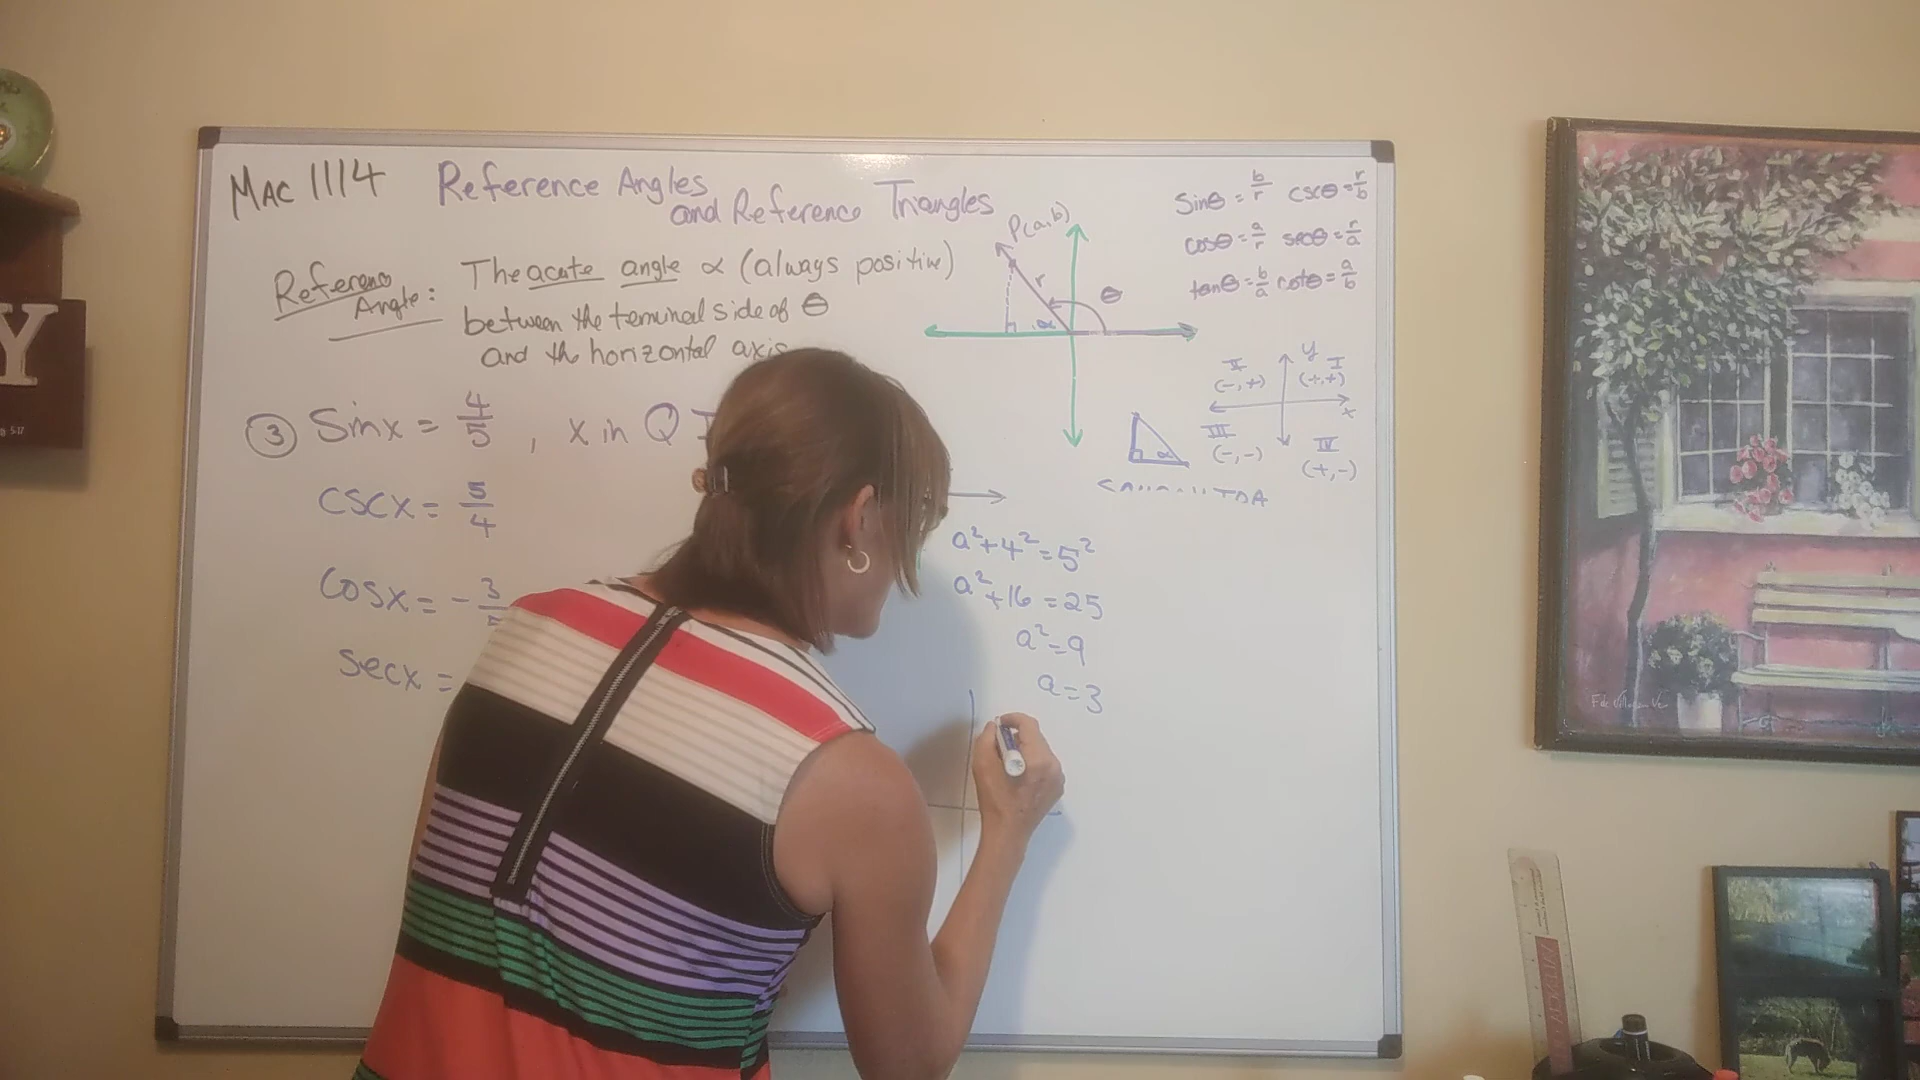 MAC 1114 Reference Angles
and Reference Triangles
Reference
Angle:
The acute angle α (always positive)
between the terminal side of θ
and the horizontal axis
P(a,b)
r
θ
α
sinθ = b/r cscθ = r/b
cosθ = a/r secθ = r/a
tanθ = b/a cotθ = a/b
y
II I
(-,+) (+,+)
x
III IV
(-,-) (+,-)
α
③ Sinx = 4/5 , x in Q
cscx = 5/4
cosx = -3/
secx =
a²+4²=5²
a²+16=25
a²=9
a=3
Y